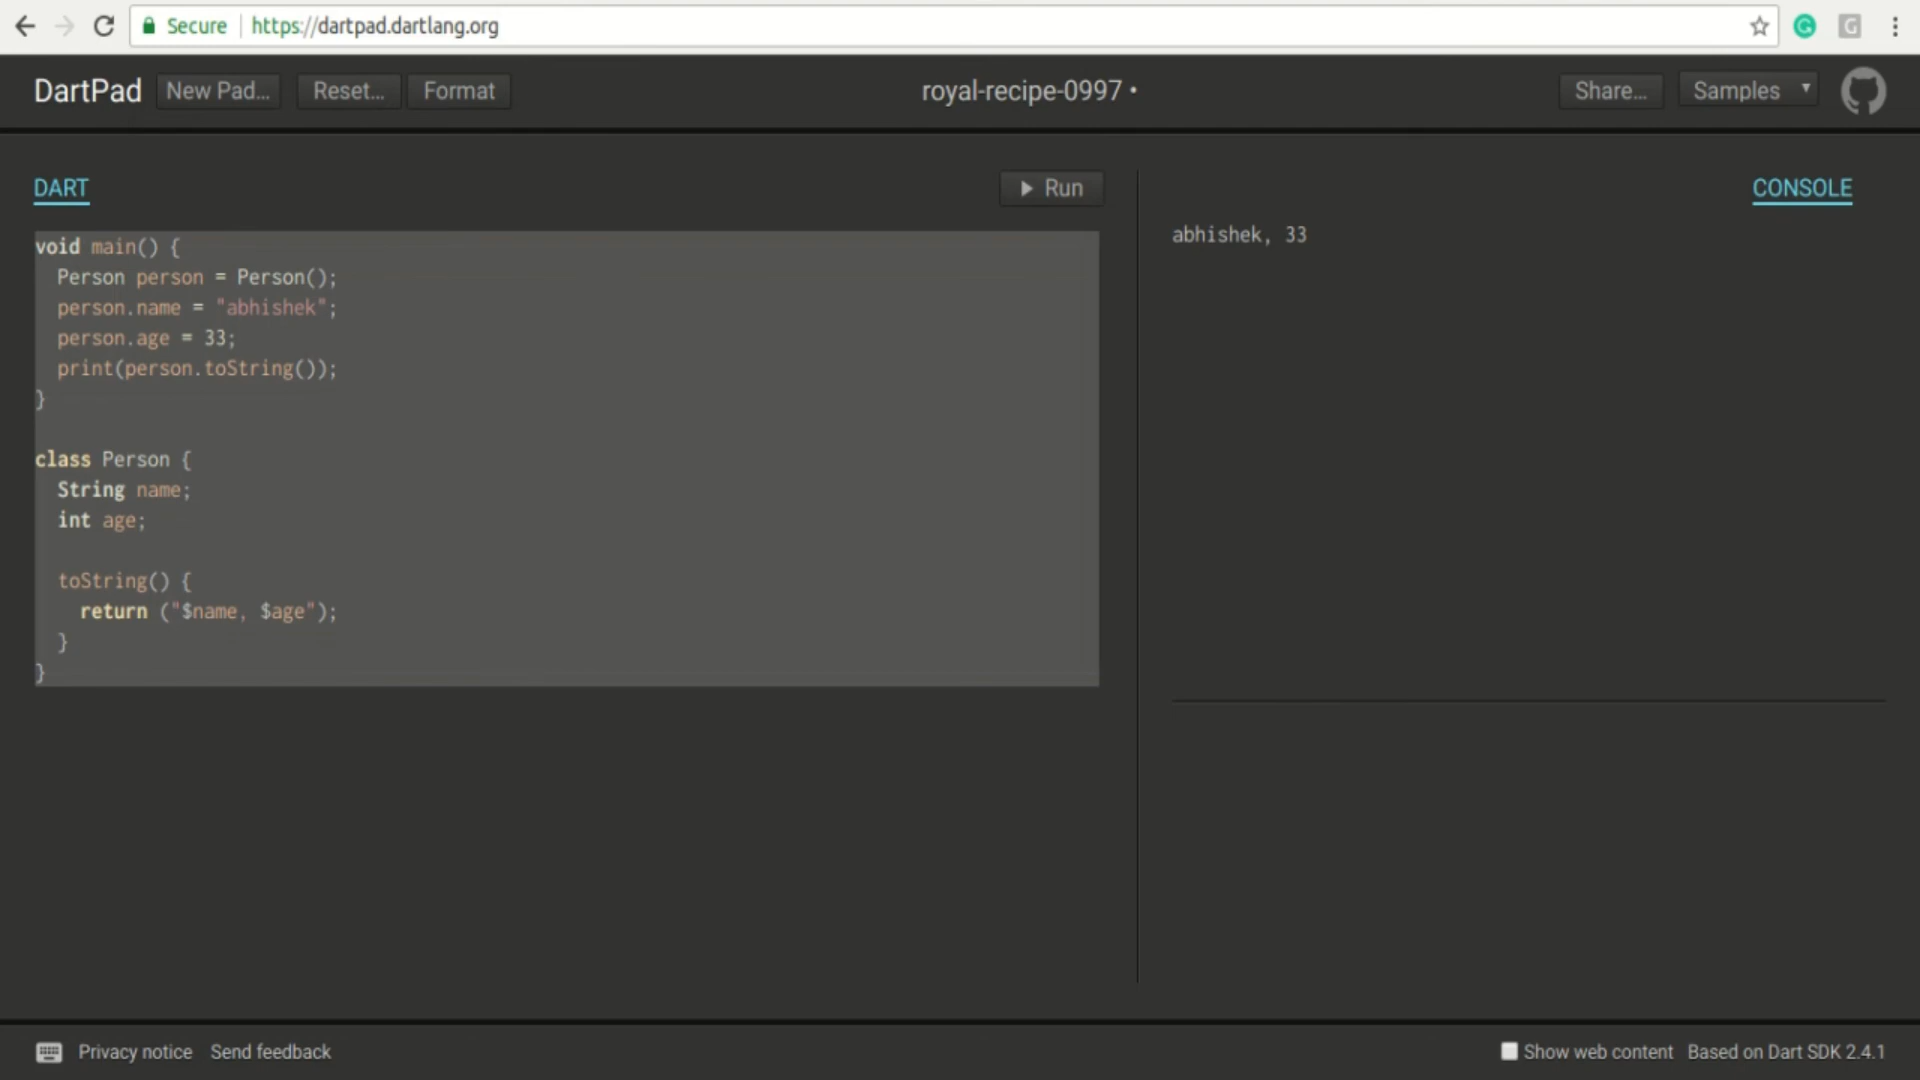 Secure https://dartpad.dartlang.org
DartPad New Pad... Reset... Format royal-recipe-0997 • Share... Samples
DART Run CONSOLE
void main() {
  Person person = Person();
  person.name = "abhishek";
  person.age = 33;
  print(person.toString());
}
class Person {
  String name;
  int age;
  toString() {
    return ("$name, $age");
  }
}
abhishek, 33
Privacy notice Send feedback Show web content Based on Dart SDK 2.4.1